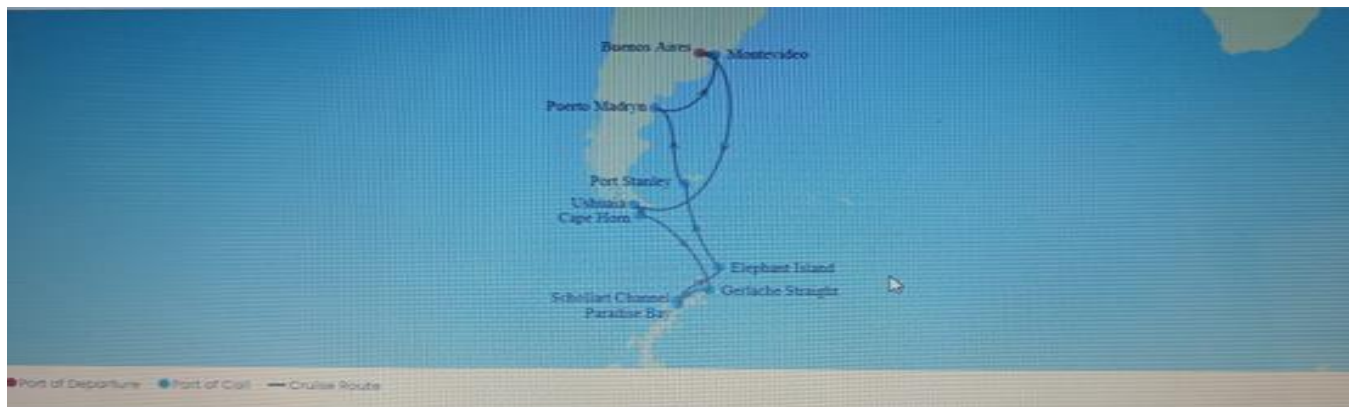 Buenos Aires
Montevideo
Puerto Madryn
Port Stanley
Ushuaia
Cape Horn
Elephant Island
Gerlache Straight
Schollart Channel
Paradise Bay
Port of Departure Port of Call Cruise Route